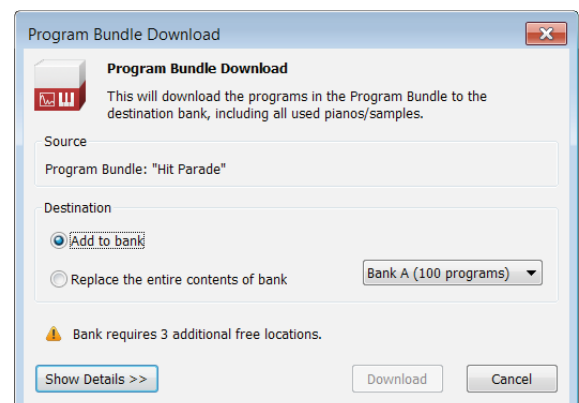 Program Bundle Download
Program Bundle Download
This will download the programs in the Program Bundle to the
destination bank, including all used pianos/samples.
Source
Program Bundle: "Hit Parade"
Destination
Add to bank
Replace the entire contents of bank
Bank A (100 programs)
Bank requires 3 additional free locations.
Show Details >>
Download
Cancel